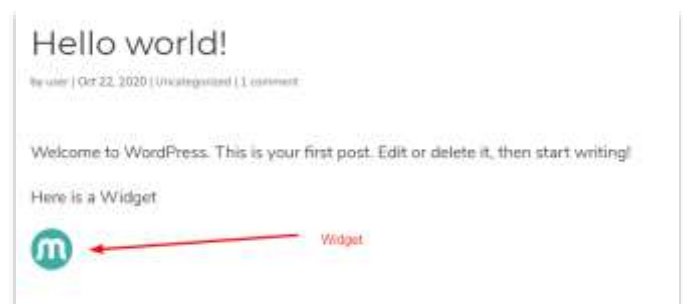 Hello world!
by user | Oct 22, 2020 | Uncategorized | 1 comment
Welcome to WordPress. This is your first post. Edit or delete it, then start writing!
Here is a Widget
m
Widget